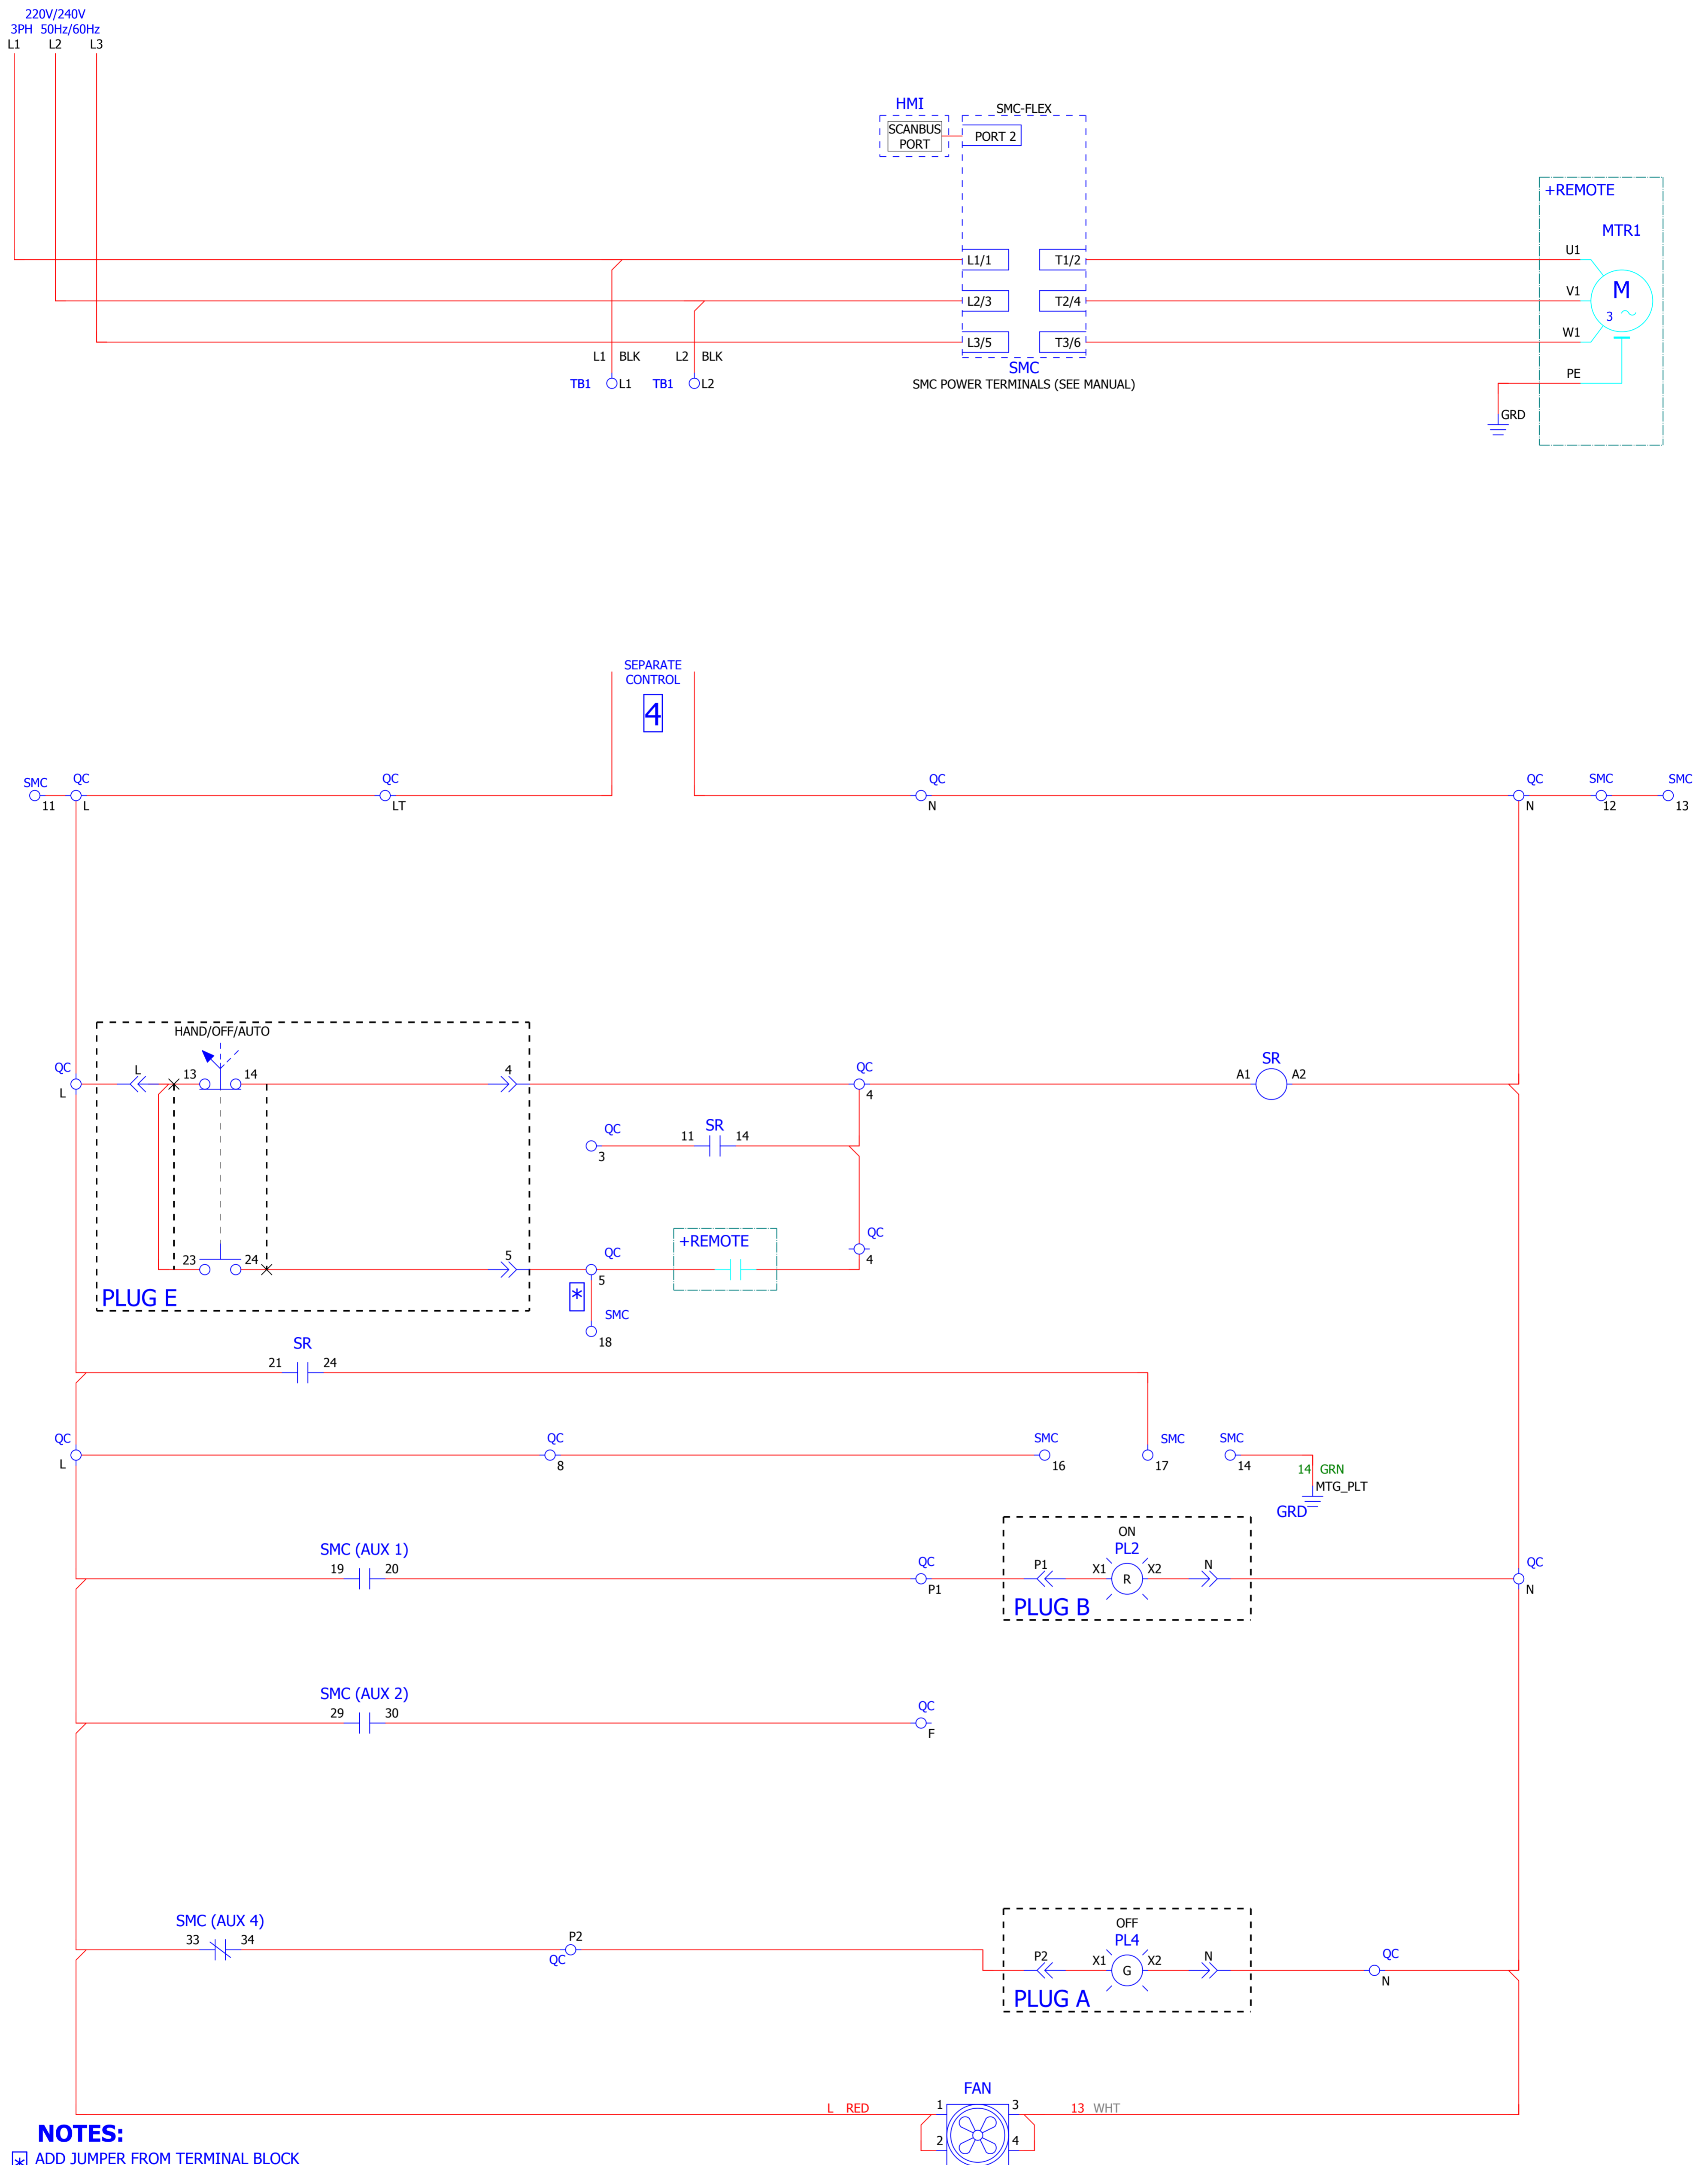 220V/240V
3PH 50Hz/60Hz
L1 L2 L3
HMI
SCANBUS
PORT
SMC-FLEX
PORT 2
L1/1
T1/2
L2/3
T2/4
L3/5
T3/6
SMC
SMC POWER TERMINALS (SEE MANUAL)
+REMOTE
MTR1
U1
V1
W1
PE
M
3
GRD
L1 BLK
L2 BLK
TB1 L1
TB1 L2
SEPARATE
CONTROL
4
SMC
11
QC
L
QC
LT
QC
N
QC
N
SMC
12
SMC
13
HAND/OFF/AUTO
QC
L
L
13
14
4
QC
4
SR
A1
A2
QC
3
SR
11
14
23
24
5
QC
5
+REMOTE
QC
4
PLUG E
*
SMC
18
SR
21
24
QC
L
QC
8
SMC
16
SMC
17
SMC
14
14 GRN
MTG_PLT
GRD
SMC (AUX 1)
19
20
QC
P1
ON
PL2
P1
X1
R
X2
N
PLUG B
QC
N
SMC (AUX 2)
29
30
QC
F
SMC (AUX 4)
33
34
P2
QC
OFF
PL4
P2
X1
G
X2
N
PLUG A
QC
N
FAN
L RED
1
3
13 WHT
2
4
NOTES:
* ADD JUMPER FROM TERMINAL BLOCK